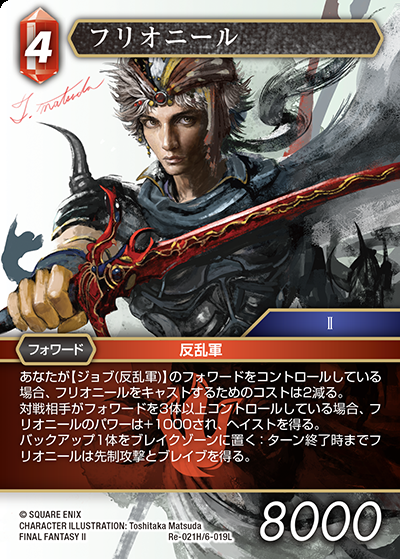 4
フリオニール
T. matsuda
II
フォワード
反乱軍
あなたが【ジョブ(反乱軍)】のフォワードをコントロールしている
場合、フリオニールをキャストするためのコストは2減る。
対戦相手がフォワードを3体以上コントロールしている場合、フ
リオニールのパワーは+1000され、ヘイストを得る。
バックアップ1体をブレイクゾーンに置く：ターン終了時までフ
リオニールは先制攻撃とブレイブを得る。
© SQUARE ENIX
CHARACTER ILLUSTRATION: Toshitaka Matsuda
FINAL FANTASY II
Re-021H/6-019L
8000